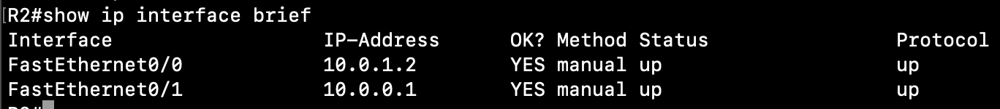 [R2#show ip interface brief
Interface                  IP-Address      OK? Method Status                Protocol
FastEthernet0/0            10.0.1.2        YES manual up                    up
FastEthernet0/1            10.0.0.1        YES manual up                    up
R2#